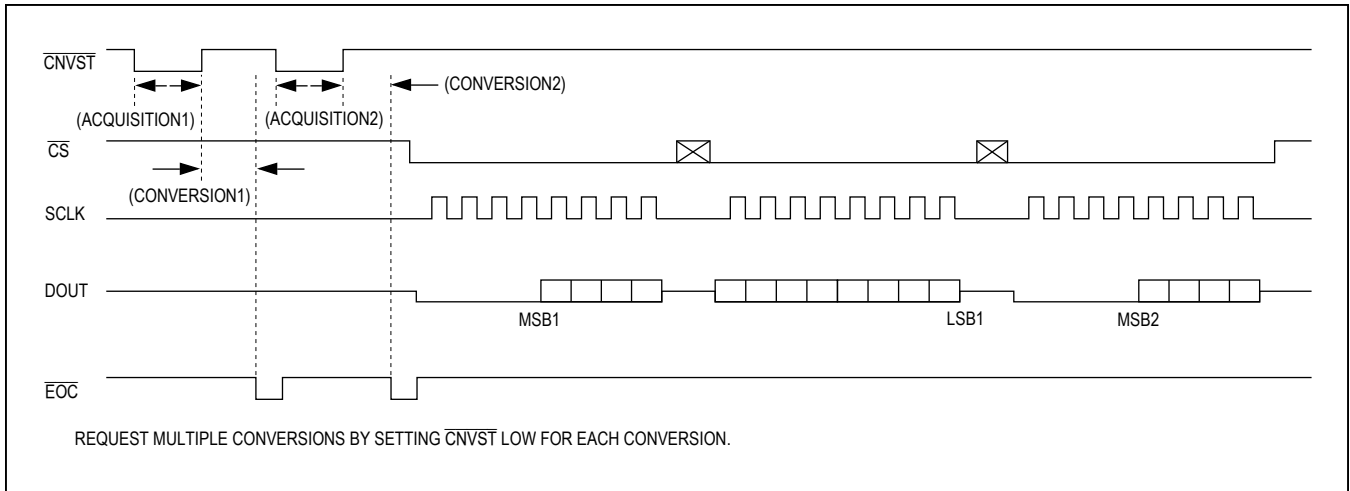 CNVST
(CONVERSION2)
(ACQUISITION1)
(ACQUISITION2)
CS
(CONVERSION1)
SCLK
DOUT
MSB1
LSB1
MSB2
EOC
REQUEST MULTIPLE CONVERSIONS BY SETTING CNVST LOW FOR EACH CONVERSION.